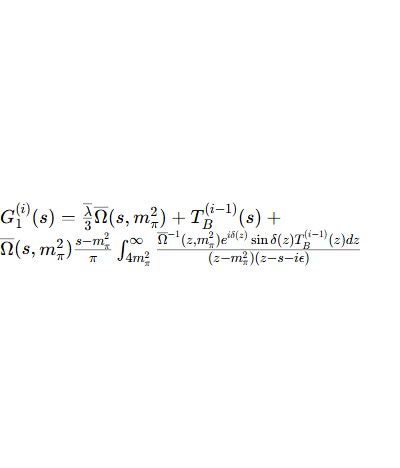 $G_1^{(i)}(s) = \frac{\overline{\lambda}}{3}\overline{\Omega}(s, m_\pi^2) + T_B^{(i-1)}(s) +$
$\overline{\Omega}(s, m_\pi^2)\frac{s-m_\pi^2}{\pi}\int_{4m_\pi^2}^{\infty}\frac{\overline{\Omega}^{-1}(z,m_\pi^2)e^{i\delta(z)}\sin\delta(z)T_B^{(i-1)}(z)dz}{(z-m_\pi^2)(z-s-i\epsilon)}$